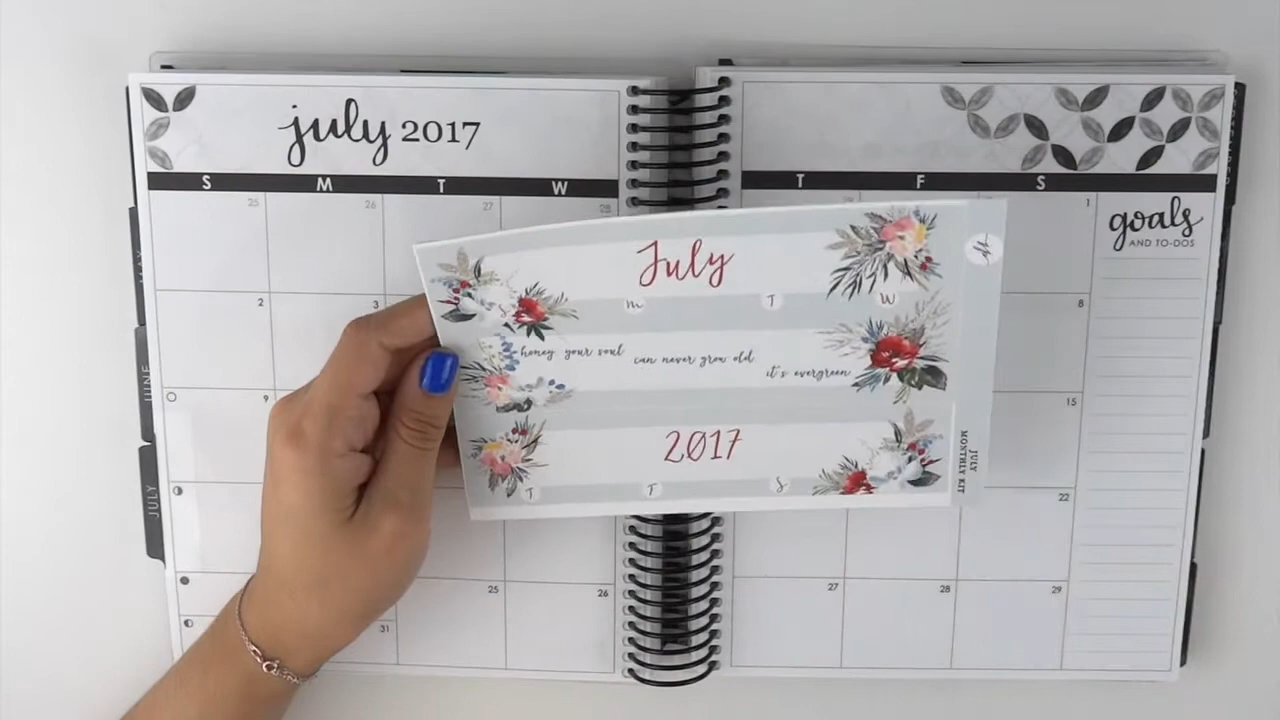 july 2017
S M T W
T F S
25 26 27 28
1
goals
AND TO-DOS
2 3
8
9
15
22
25 26
27 28 29
31
MAY
JUNE
JULY
July
S m T W
honey your soul can never grow old it's evergreen
2017
T T S
JULY
MONTHLY KIT